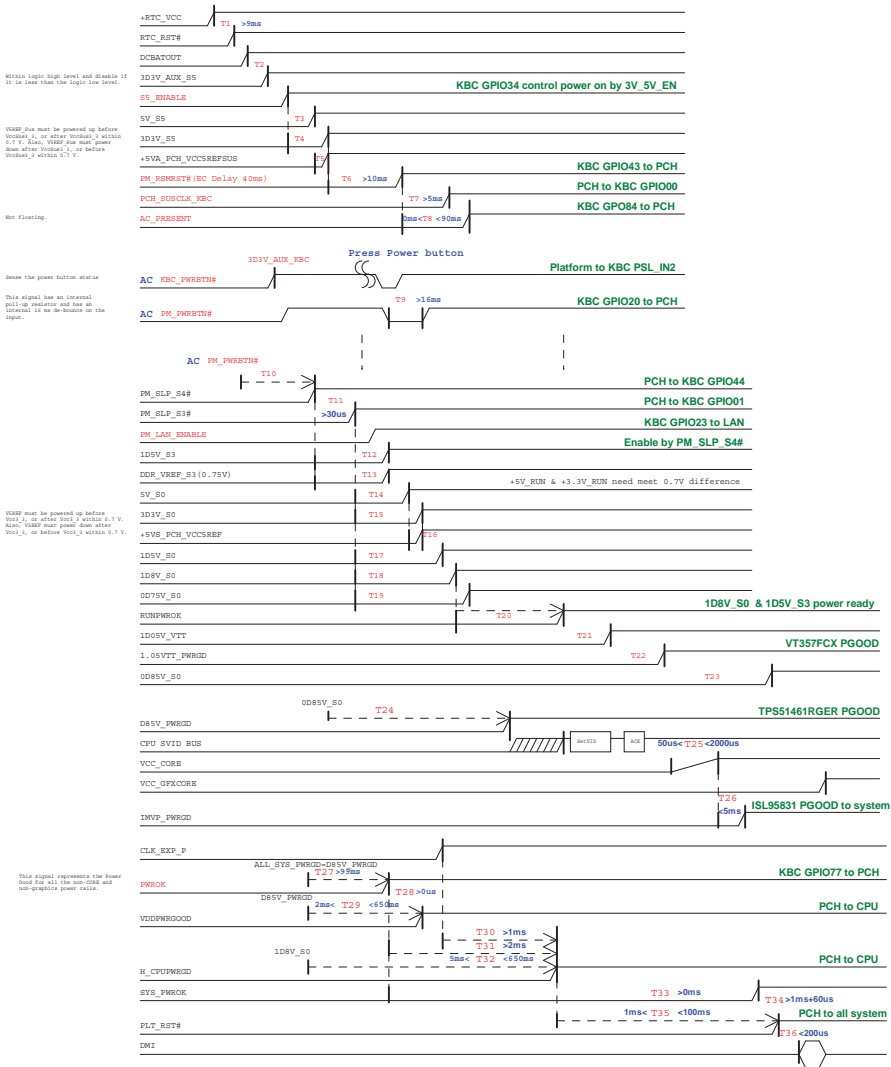 +RTC_VCC
T1 >9ms
RTC_RST#
DCBATOUT
T2
Within logic high level and disable if
it is less than the logic low level.
3D3V_AUX_S5
KBC GPIO34 control power on by 3V_5V_EN
S5_ENABLE
T3
5V_S5
V5REF_Sus must be powered up before
VccSus3_3, or after VccSus3_3 within
0.7 V. Also, V5REF_Sus must power
down after VccSus3_3, or before
VccSus3_3 within 0.7 V.
T4
3D3V_S5
T5
+5VA_PCH_VCC5REFSUS
KBC GPIO43 to PCH
PM_RSMRST#(EC Delay 40ms)
T6 >10ms
PCH to KBC GPIO00
PCH_SUSCLK_KBC
T7 >5ms
KBC GPO84 to PCH
Not floating.
AC_PRESENT
0ms< T8 <90ms
Press Power button
3D3V_AUX_KBC
Platform to KBC PSL_IN2
Sense the power button status
AC KBC_PWRBTN#
This signal has an internal
pull-up resistor and has an
internal 16 ms de-bounce on the
input.
T9 >16ms
KBC GPIO20 to PCH
AC PM_PWRBTN#
AC PM_PWRBTN#
T10
PCH to KBC GPIO44
PM_SLP_S4#
T11
PCH to KBC GPIO01
PM_SLP_S3#
>30us
KBC GPIO23 to LAN
PM_LAN_ENABLE
Enable by PM_SLP_S4#
1D5V_S3
T12
DDR_VREF_S3(0.75V)
T13
+5V_RUN & +3.3V_RUN need meet 0.7V difference
5V_S0
T14
V5REF must be powered up before
Vcc3_3, or after Vcc3_3 within 0.7 V.
Also, V5REF must power down after
Vcc3_3, or before Vcc3_3 within 0.7 V.
3D3V_S0
T15
+5VS_PCH_VCC5REF
T16
1D5V_S0
T17
1D8V_S0
T18
0D75V_S0
T19
1D8V_S0 & 1D5V_S3 power ready
RUNPWROK
T20
1D05V_VTT
T21
VT357FCX PGOOD
1.05VTT_PWRGD
T22
0D85V_S0
T23
0D85V_S0
T24
TPS51461RGER PGOOD
D85V_PWRGD
CPU SVID BUS
SetVID
ACK
50us< T25 <2000us
VCC_CORE
VCC_GFXCORE
T26
<5ms
ISL95831 PGOOD to system
IMVP_PWRGD
CLK_EXP_P
ALL_SYS_PWRGD=D85V_PWRGD
This signal represents the Power
Good for all the non-CORE and
non-graphics power rails.
T27 >99ms
KBC GPIO77 to PCH
PWROK
T28 >0us
D85V_PWRGD
2ms< T29 <650ms
PCH to CPU
VDDPWRGOOD
T30 >1ms
T31 >2ms
1D8V_S0
5ms< T32 <650ms
PCH to CPU
H_CPUPWRGD
SYS_PWROK
T33 >0ms
T34 >1ms+60us
1ms< T35 <100ms
PCH to all system
PLT_RST#
T36 <200us
DMI